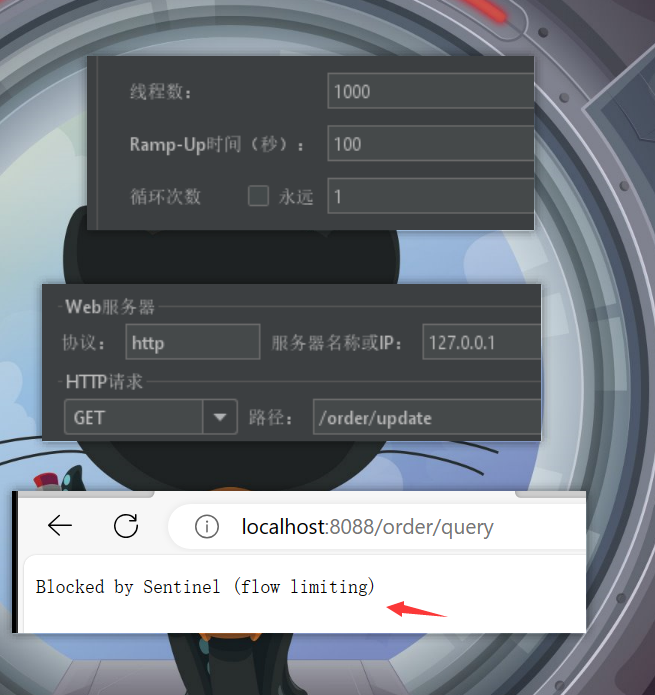 线程数： 1000
Ramp-Up时间（秒）： 100
循环次数 永远 1
Web服务器
协议： http 服务器名称或IP： 127.0.0.1
HTTP请求
GET 路径： /order/update
localhost:8088/order/query
Blocked by Sentinel (flow limiting)